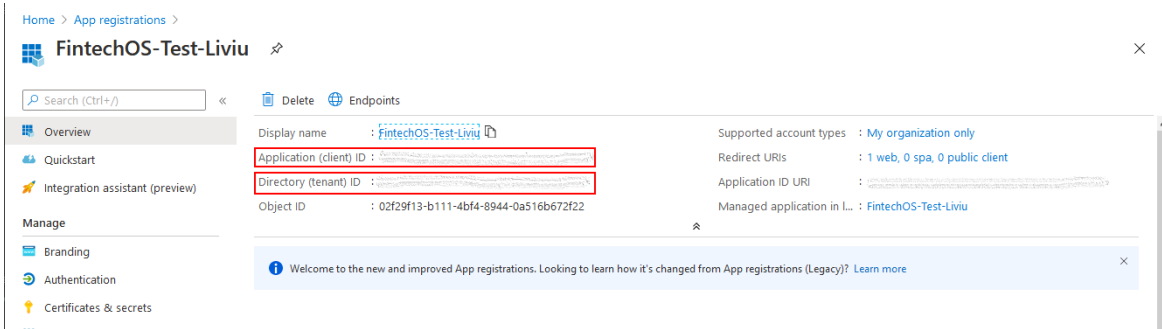 Home > App registrations >
FintechOS-Test-Liviu
Search (Ctrl+/)
«
Overview
Quickstart
Integration assistant (preview)
Manage
Branding
Authentication
Certificates & secrets
Delete Endpoints
Display name : FintechOS-Test-Liviu
Application (client) ID :
Directory (tenant) ID :
Object ID : 02f29f13-b111-4bf4-8944-0a516b672f22
Supported account types : My organization only
Redirect URIs : 1 web, 0 spa, 0 public client
Application ID URI :
Managed application in l... : FintechOS-Test-Liviu
Welcome to the new and improved App registrations. Looking to learn how it's changed from App registrations (Legacy)? Learn more